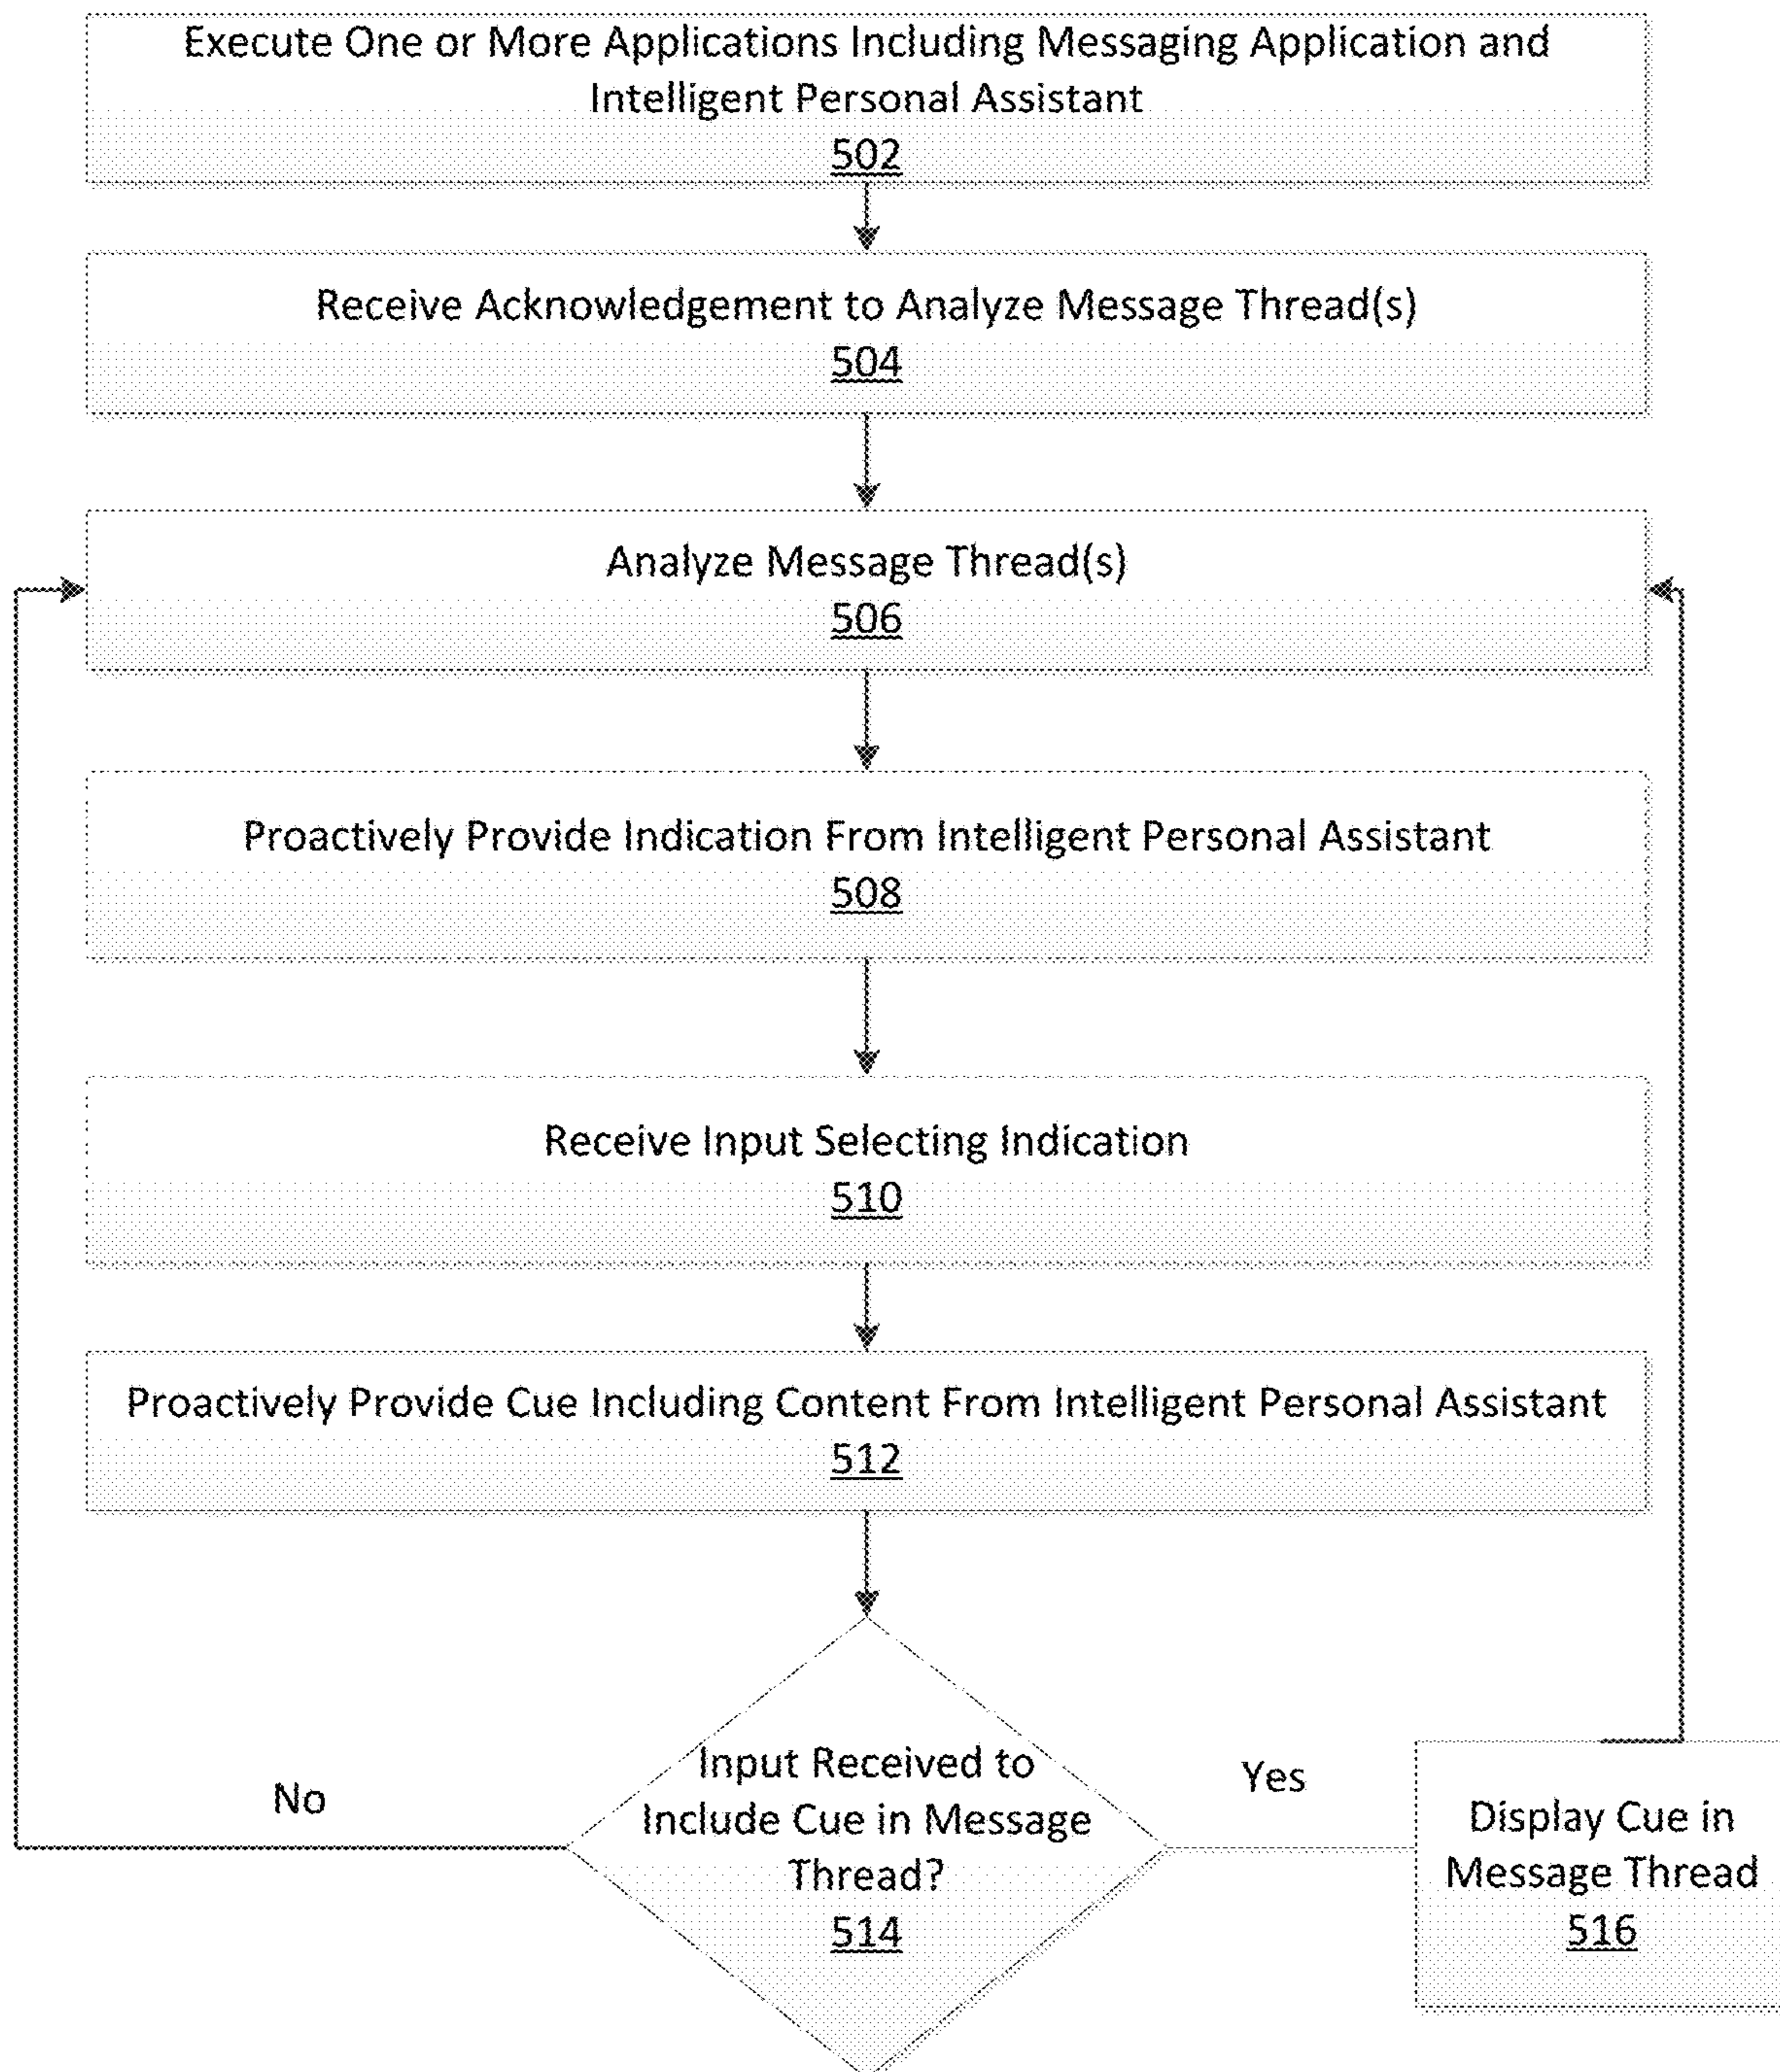 Execute One or More Applications Including Messaging Application and
Intelligent Personal Assistant
502
Receive Acknowledgement to Analyze Message Thread(s)
504
Analyze Message Thread(s)
506
Proactively Provide Indication From Intelligent Personal Assistant
508
Receive Input Selecting Indication
510
Proactively Provide Cue Including Content From Intelligent Personal Assistant
512
Input Received to
Include Cue in Message
Thread?
514
No
Yes
Display Cue in
Message Thread
516